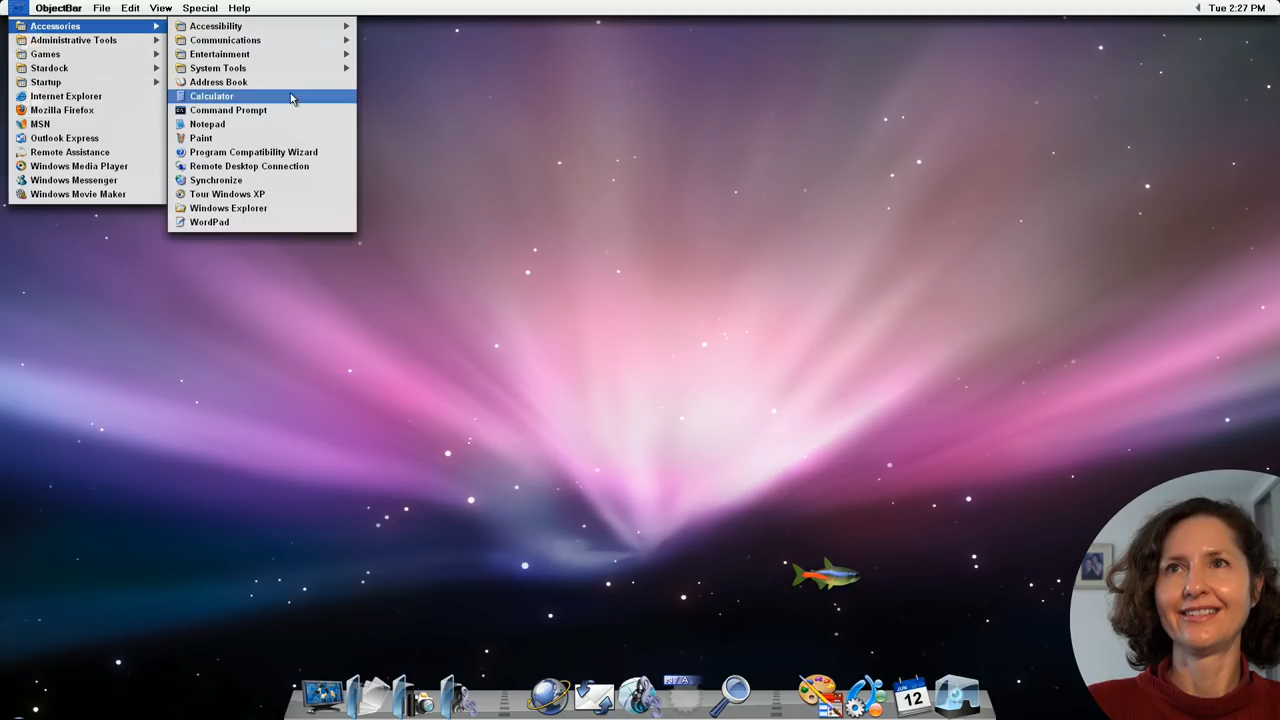 ObjectBar File Edit View Special Help
Tue 2:27 PM
Accessories
Administrative Tools
Games
Stardock
Startup
Internet Explorer
Mozilla Firefox
MSN
Outlook Express
Remote Assistance
Windows Media Player
Windows Messenger
Windows Movie Maker
Accessibility
Communications
Entertainment
System Tools
Address Book
Calculator
Command Prompt
Notepad
Paint
Program Compatibility Wizard
Remote Desktop Connection
Synchronize
Tour Windows XP
Windows Explorer
WordPad
N/A
JUN
12